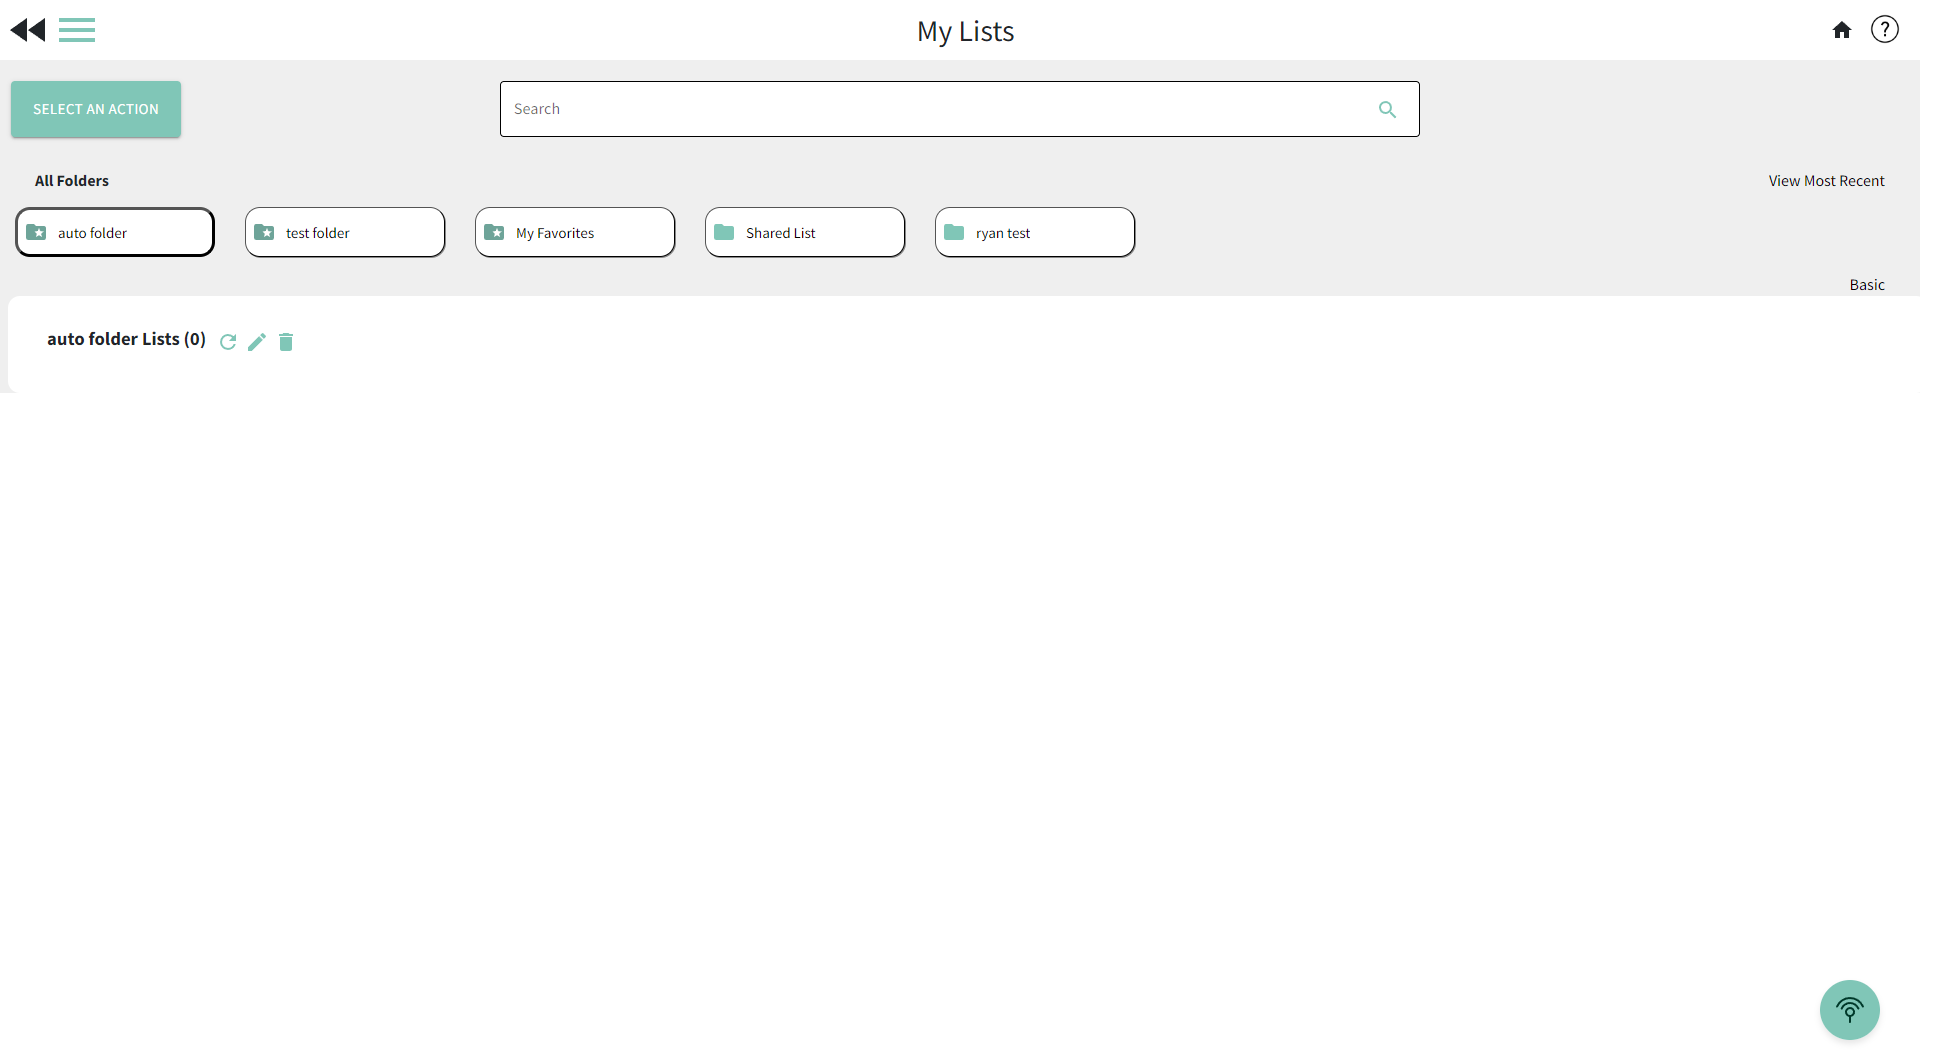 My Lists
?
SELECT AN ACTION
Search
All Folders
View Most Recent
auto folder
test folder
My Favorites
Shared List
ryan test
Basic
auto folder Lists (0)